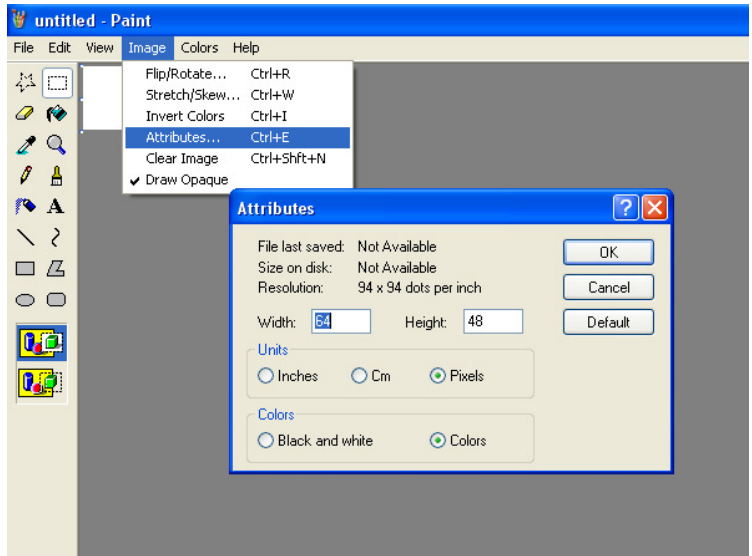 untitled - Paint
File Edit View Image Colors Help
Flip/Rotate... Ctrl+R
Stretch/Skew... Ctrl+W
Invert Colors Ctrl+I
Attributes... Ctrl+E
Clear Image Ctrl+Shft+N
✓ Draw Opaque
A
Attributes
File last saved: Not Available
Size on disk: Not Available
Resolution: 94 x 94 dots per inch
Width: 64 Height: 48
Units
Inches Cm Pixels
Colors
Black and white Colors
OK
Cancel
Default